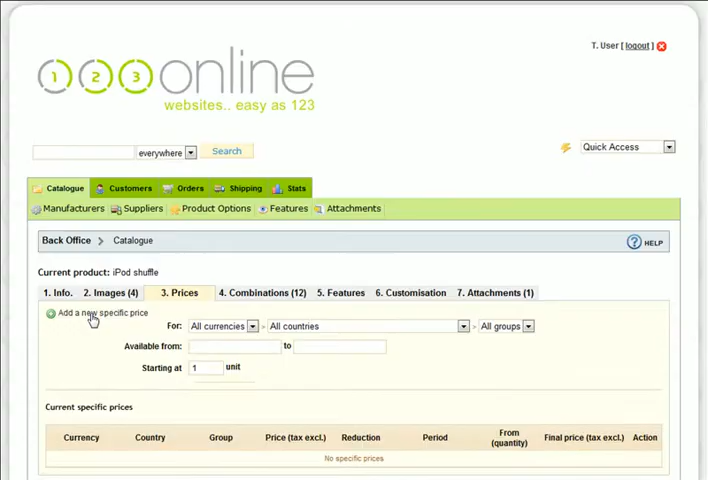 T. User [ logout ]
1 2 3 online
websites.. easy as 123
everywhere Search Quick Access
Catalogue Customers Orders Shipping Stats
Manufacturers Suppliers Product Options Features Attachments
Back Office > Catalogue HELP
Current product: iPod shuffle
1. Info. 2. Images (4) 3. Prices 4. Combinations (12) 5. Features 6. Customisation 7. Attachments (1)
Add a new specific price
For: All currencies > All countries > All groups
Available from: to
Starting at 1 unit
Current specific prices
Currency Country Group Price (tax excl.) Reduction Period From (quantity) Final price (tax excl.) Action
No specific prices